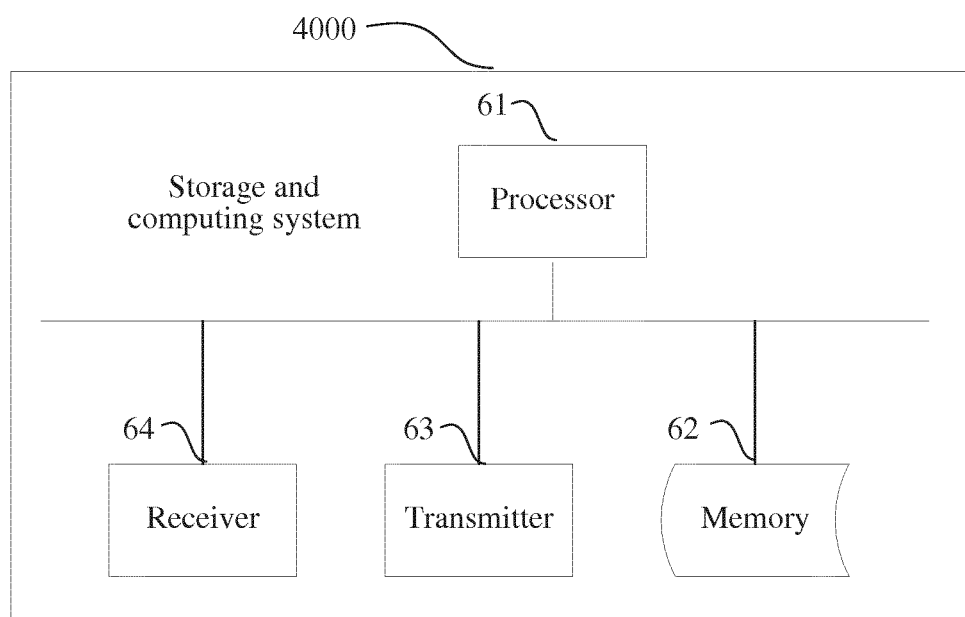 4000
61
Storage and
computing system
Processor
64
63
62
Receiver
Transmitter
Memory